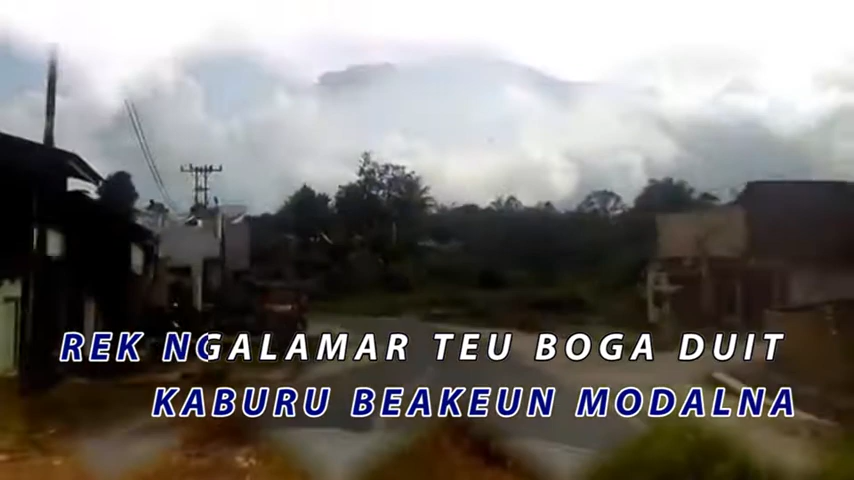 REK NGALAMAR TEU BOGA DUIT
KABURU BEAKEUN MODALNA